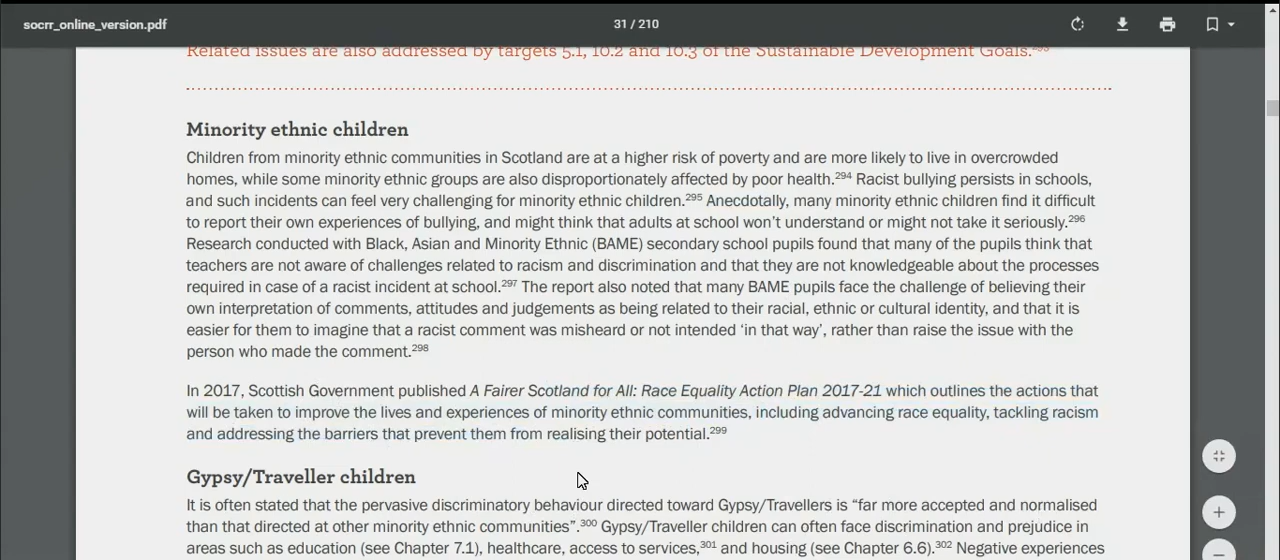 socrr_online_version.pdf
31 / 210
Related issues are also addressed by targets 5.1, 10.2 and 10.3 of the Sustainable Development Goals.²⁹³
Minority ethnic children
Children from minority ethnic communities in Scotland are at a higher risk of poverty and are more likely to live in overcrowded
homes, while some minority ethnic groups are also disproportionately affected by poor health.²⁹⁴ Racist bullying persists in schools,
and such incidents can feel very challenging for minority ethnic children.²⁹⁵ Anecdotally, many minority ethnic children find it difficult
to report their own experiences of bullying, and might think that adults at school won't understand or might not take it seriously.²⁹⁶
Research conducted with Black, Asian and Minority Ethnic (BAME) secondary school pupils found that many of the pupils think that
teachers are not aware of challenges related to racism and discrimination and that they are not knowledgeable about the processes
required in case of a racist incident at school.²⁹⁷ The report also noted that many BAME pupils face the challenge of believing their
own interpretation of comments, attitudes and judgements as being related to their racial, ethnic or cultural identity, and that it is
easier for them to imagine that a racist comment was misheard or not intended 'in that way', rather than raise the issue with the
person who made the comment.²⁹⁸
In 2017, Scottish Government published A Fairer Scotland for All: Race Equality Action Plan 2017-21 which outlines the actions that
will be taken to improve the lives and experiences of minority ethnic communities, including advancing race equality, tackling racism
and addressing the barriers that prevent them from realising their potential.²⁹⁹
Gypsy/Traveller children
It is often stated that the pervasive discriminatory behaviour directed toward Gypsy/Travellers is "far more accepted and normalised
than that directed at other minority ethnic communities".³⁰⁰ Gypsy/Traveller children can often face discrimination and prejudice in
areas such as education (see Chapter 7.1), healthcare, access to services,³⁰¹ and housing (see Chapter 6.6).³⁰² Negative experiences